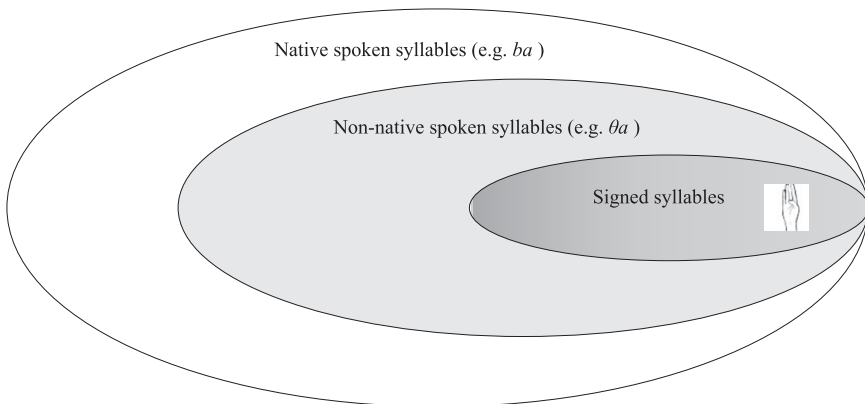 Native spoken syllables (e.g. ba )
Non-native spoken syllables (e.g. θa )
Signed syllables